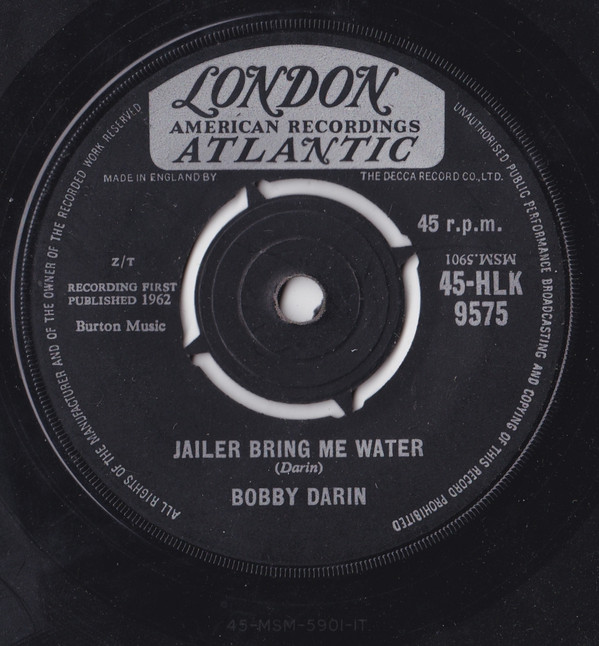 LONDON
AMERICAN RECORDINGS
ATLANTIC
MADE IN ENGLAND BY THE DECCA RECORD CO., LTD.
45 r.p.m.
Z/T
MSM.5901
RECORDING FIRST
PUBLISHED 1962
45-HLK
9575
Burton Music
JAILER BRING ME WATER
(Darin)
BOBBY DARIN
ALL RIGHTS OF THE MANUFACTURER AND OF THE OWNER OF THE RECORDED WORK RESERVED
UNAUTHORISED PUBLIC PERFORMANCE BROADCASTING AND COPYING OF THIS RECORD PROHIBITED
45-MSM-5901-1T